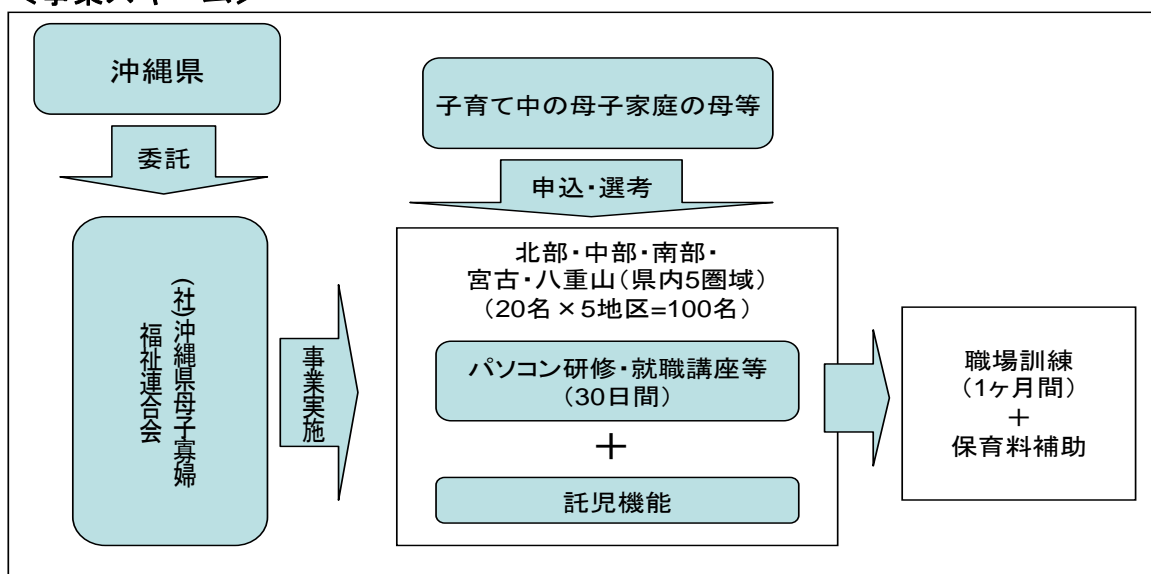 沖縄県
委託
(社)沖縄県母子寡婦
福祉連合会
事業実施
子育て中の母子家庭の母等
申込・選考
北部・中部・南部・
宮古・八重山(県内5圏域)
(20名×5地区=100名)
パソコン研修・就職講座等
(30日間)
＋
託児機能
職場訓練
(1ヶ月間)
＋
保育料補助